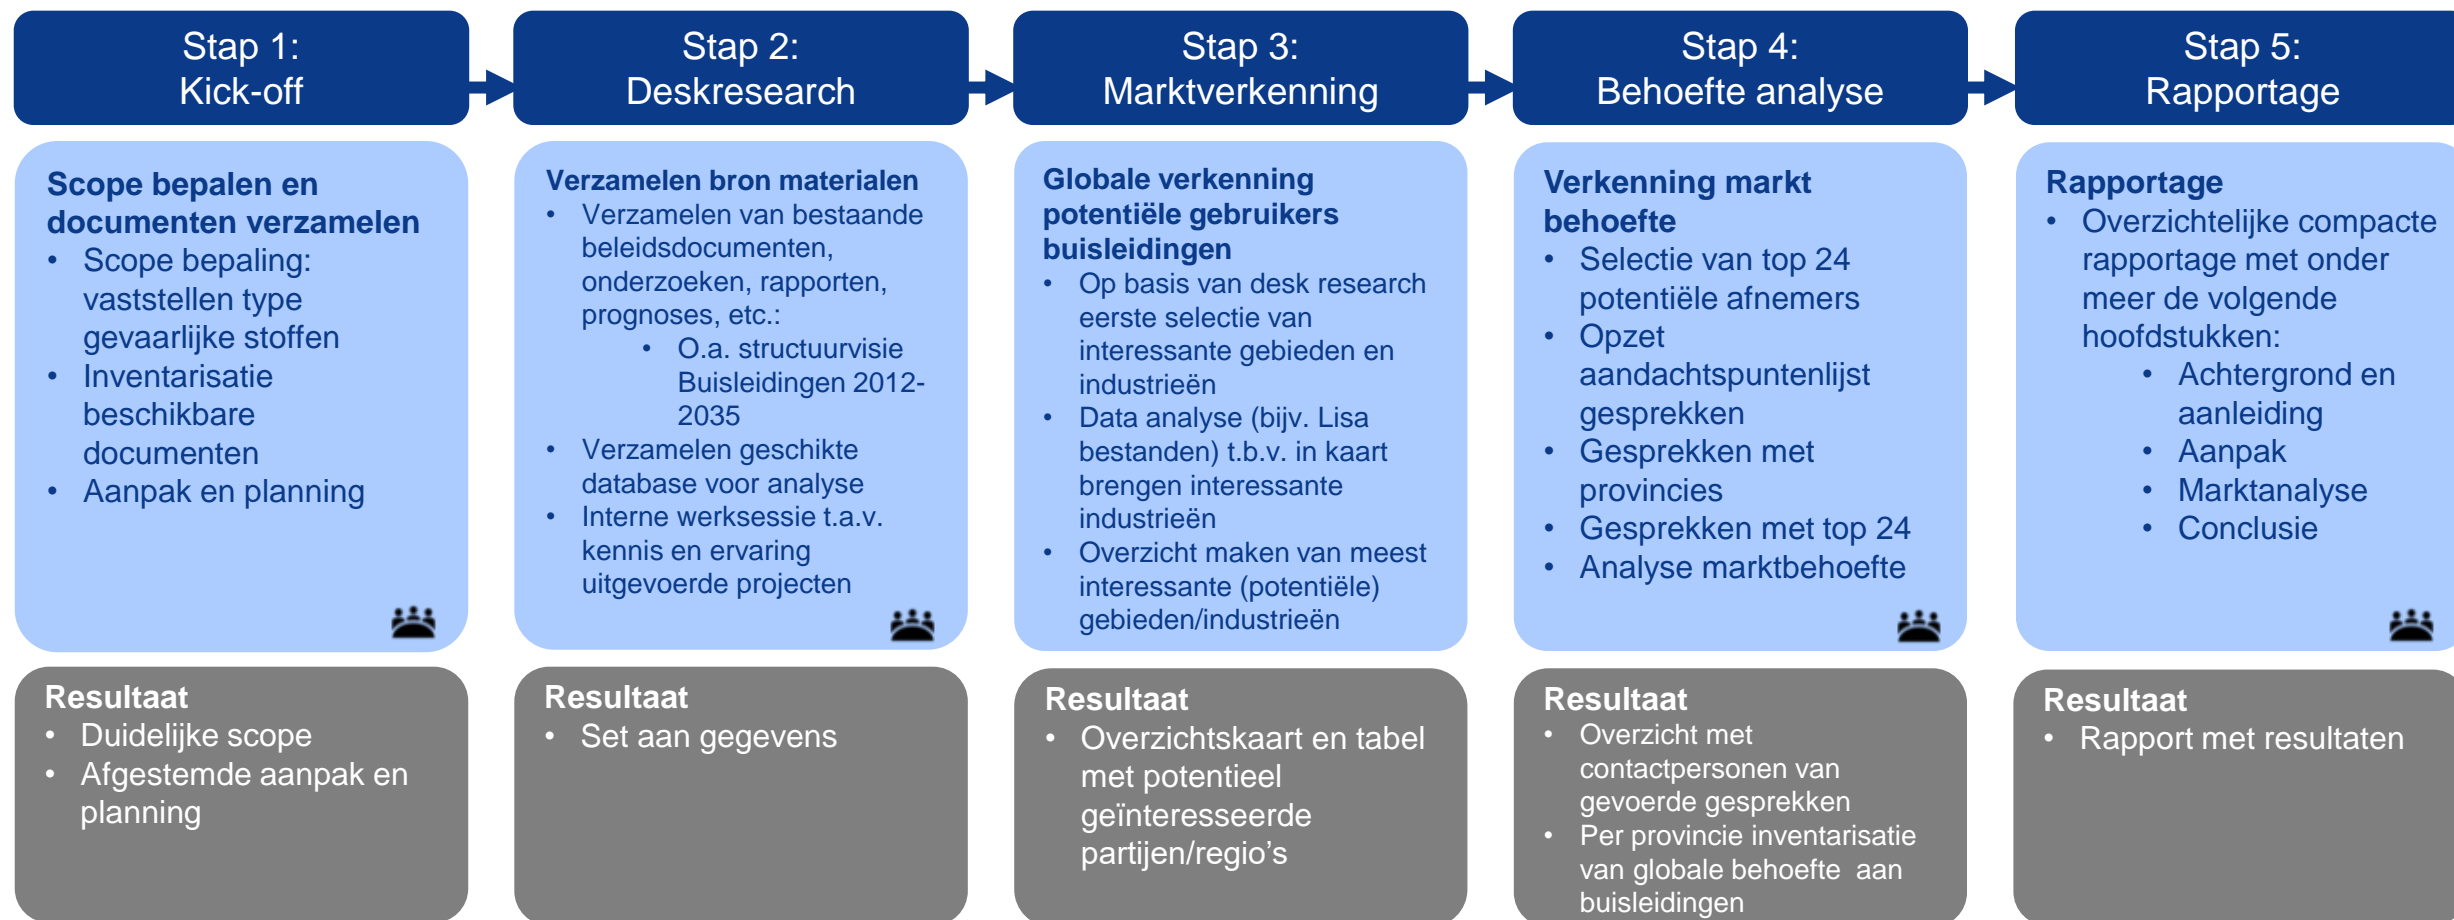 Stap 1:
Kick-off
Stap 2:
Deskresearch
Stap 3:
Marktverkenning
Stap 4:
Behoefte analyse
Stap 5:
Rapportage
Scope bepalen en
documenten verzamelen
• Scope bepaling:
vaststellen type
gevaarlijke stoffen
• Inventarisatie
beschikbare
documenten
• Aanpak en planning
Verzamelen bron materialen
• Verzamelen van bestaande
beleidsdocumenten,
onderzoeken, rapporten,
prognoses, etc.:
• O.a. structuurvisie
Buisleidingen 2012-
2035
• Verzamelen geschikte
database voor analyse
• Interne werksessie t.a.v.
kennis en ervaring
uitgevoerde projecten
Globale verkenning
potentiële gebruikers
buisleidingen
• Op basis van desk research
eerste selectie van
interessante gebieden en
industrieën
• Data analyse (bijv. Lisa
bestanden) t.b.v. in kaart
brengen interessante
industrieën
• Overzicht maken van meest
interessante (potentiële)
gebieden/industrieën
Verkenning markt
behoefte
• Selectie van top 24
potentiële afnemers
• Opzet
aandachtspuntenlijst
gesprekken
• Gesprekken met
provincies
• Gesprekken met top 24
• Analyse marktbehoefte
Rapportage
• Overzichtelijke compacte
rapportage met onder
meer de volgende
hoofdstukken:
• Achtergrond en
aanleiding
• Aanpak
• Marktanalyse
• Conclusie
Resultaat
• Duidelijke scope
• Afgestemde aanpak en
planning
Resultaat
• Set aan gegevens
Resultaat
• Overzichtskaart en tabel
met potentieel
geïnteresseerde
partijen/regio's
Resultaat
• Overzicht met
contactpersonen van
gevoerde gesprekken
• Per provincie inventarisatie
van globale behoefte  aan
buisleidingen
Resultaat
• Rapport met resultaten